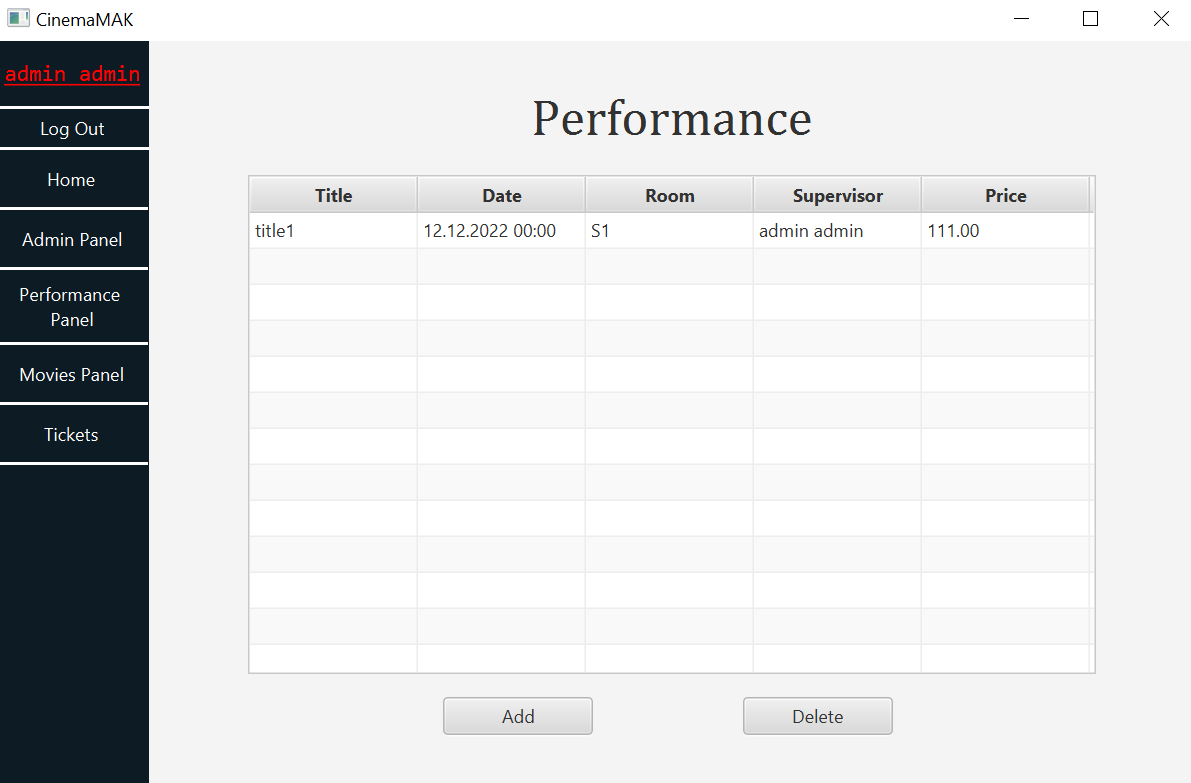 CinemaMAK
admin admin
Log Out
Home
Admin Panel
Performance
Panel
Movies Panel
Tickets
Performance
Title Date Room Supervisor Price
title1 12.12.2022 00:00 S1 admin admin 111.00
Add Delete